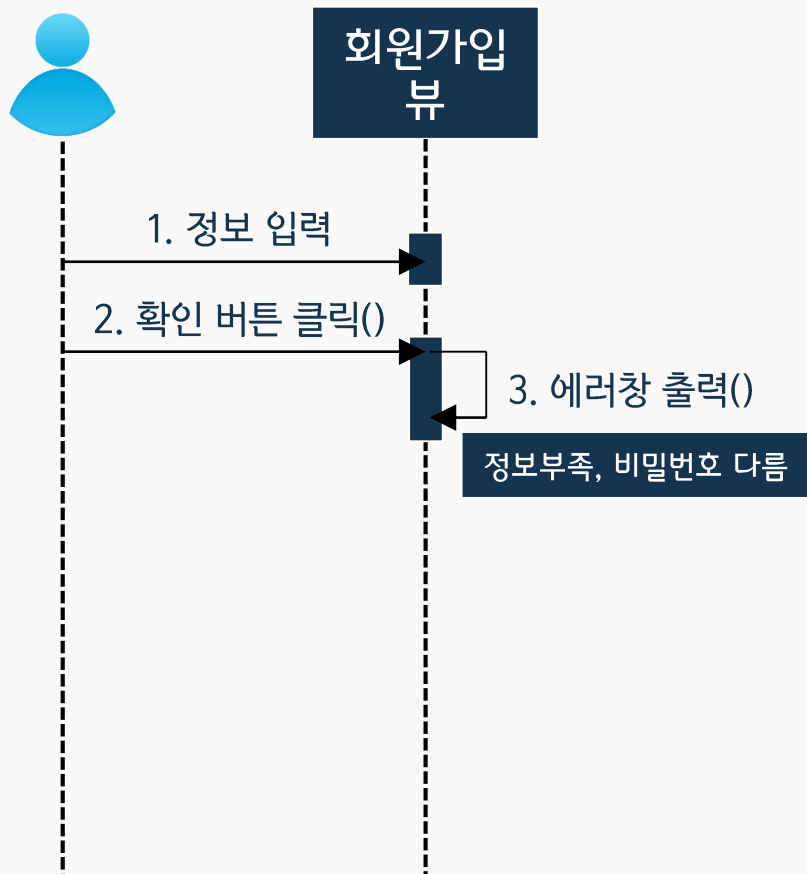 회원가입
뷰
1. 정보 입력
2. 확인 버튼 클릭()
3. 에러창 출력()
정보부족, 비밀번호 다름